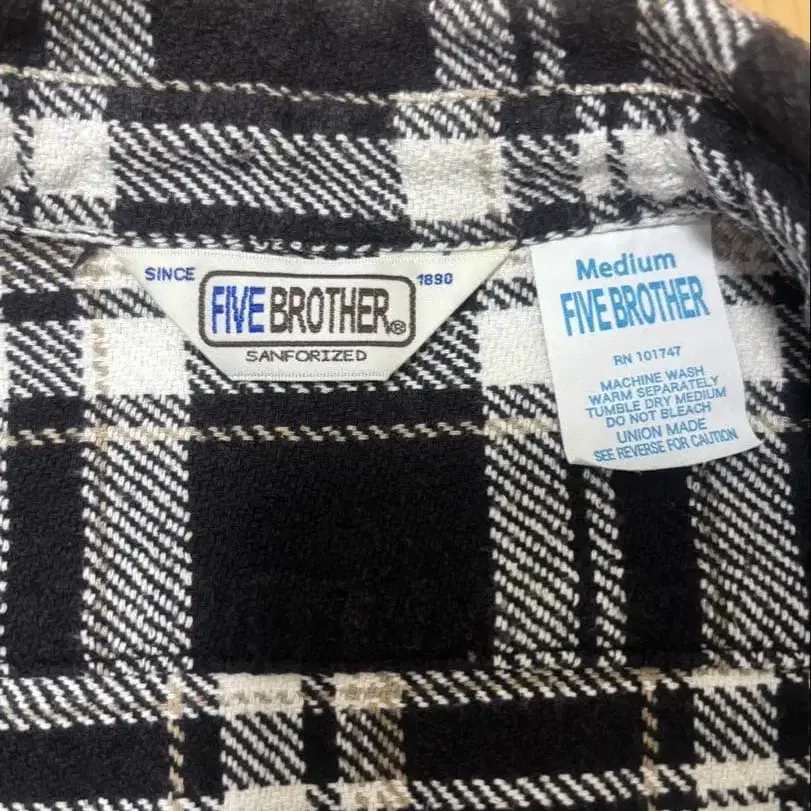 SINCE 1890
FIVE BROTHER®
SANFORIZED
Medium
FIVE BROTHER
RN 101747
MACHINE WASH
WARM SEPARATELY
TUMBLE DRY MEDIUM
DO NOT BLEACH
UNION MADE
SEE REVERSE FOR CAUTION